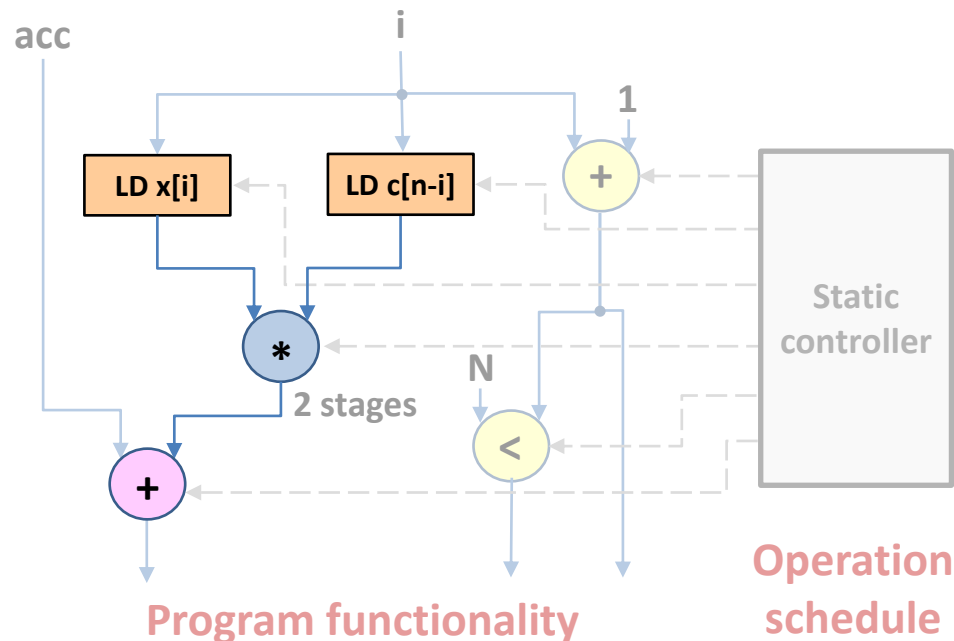 acc
i
1
LD x[i]
LD c[n-i]
+
Static
controller
*
N
2 stages
<
+
Program functionality
Operation
schedule